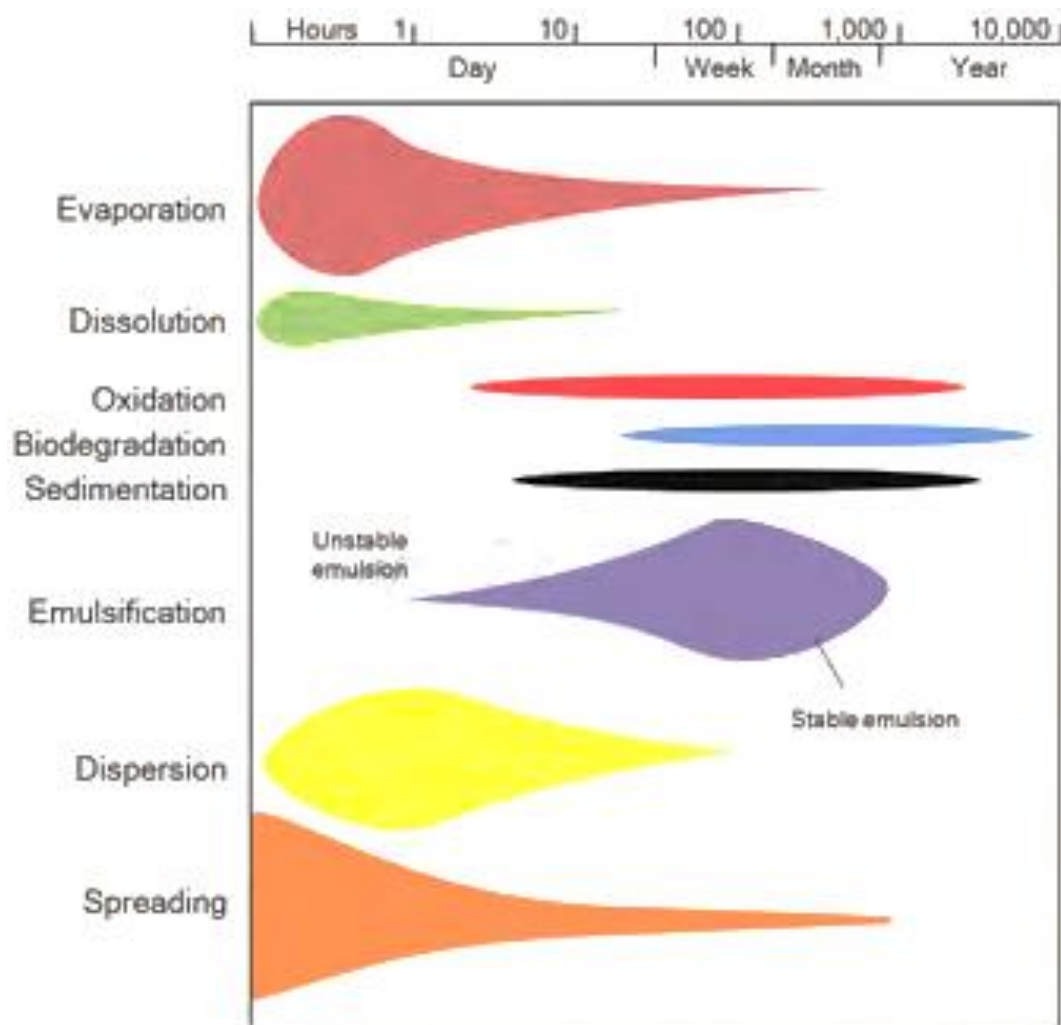 Hours 1 10 100 1,000 10,000
Day Week Month Year
Evaporation
Dissolution
Oxidation
Biodegradation
Sedimentation
Unstable
emulsion
Emulsification
Stable emulsion
Dispersion
Spreading